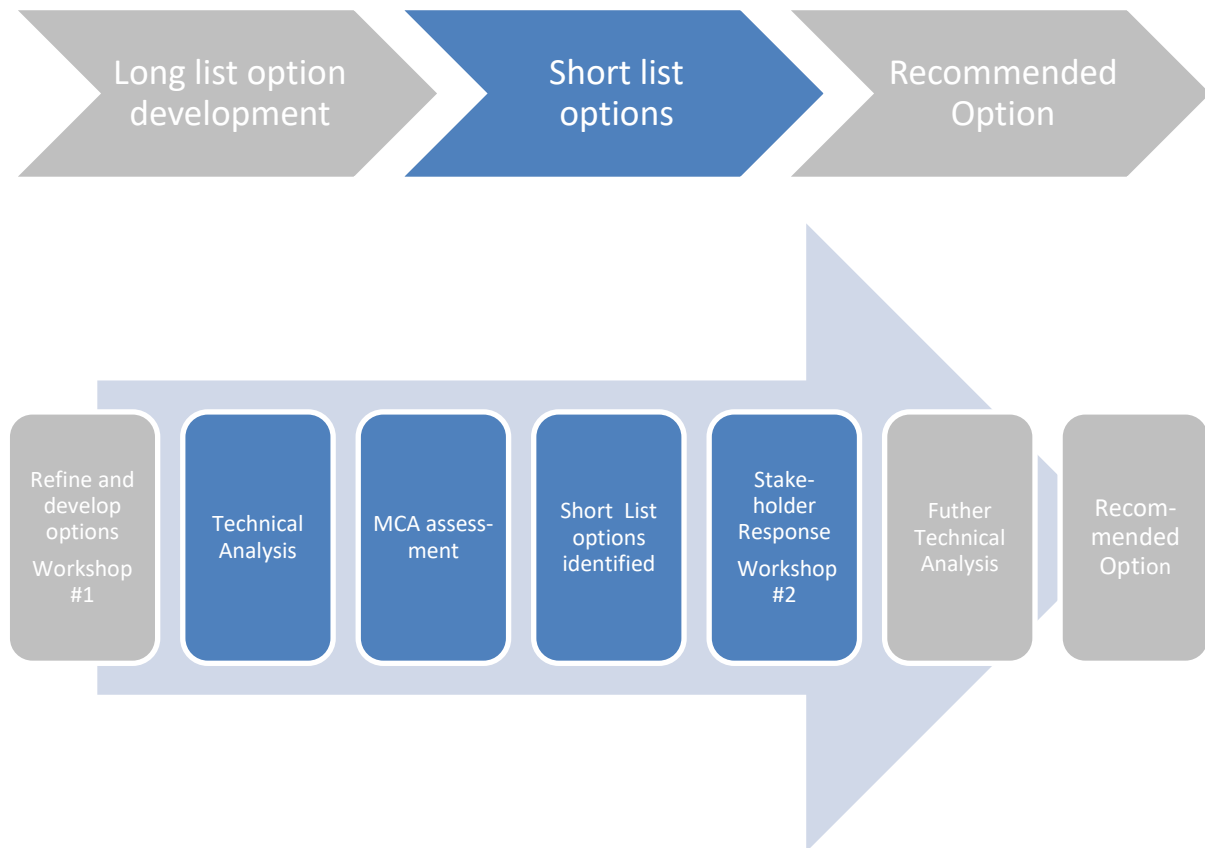 Long list option
development
Short list
options
Recommended
Option
Refine and
develop
options
Workshop
#1
Technical
Analysis
MCA assess-
ment
Short List
options
identified
Stake-
holder
Response
Workshop
#2
Futher
Technical
Analysis
Recom-
mended
Option